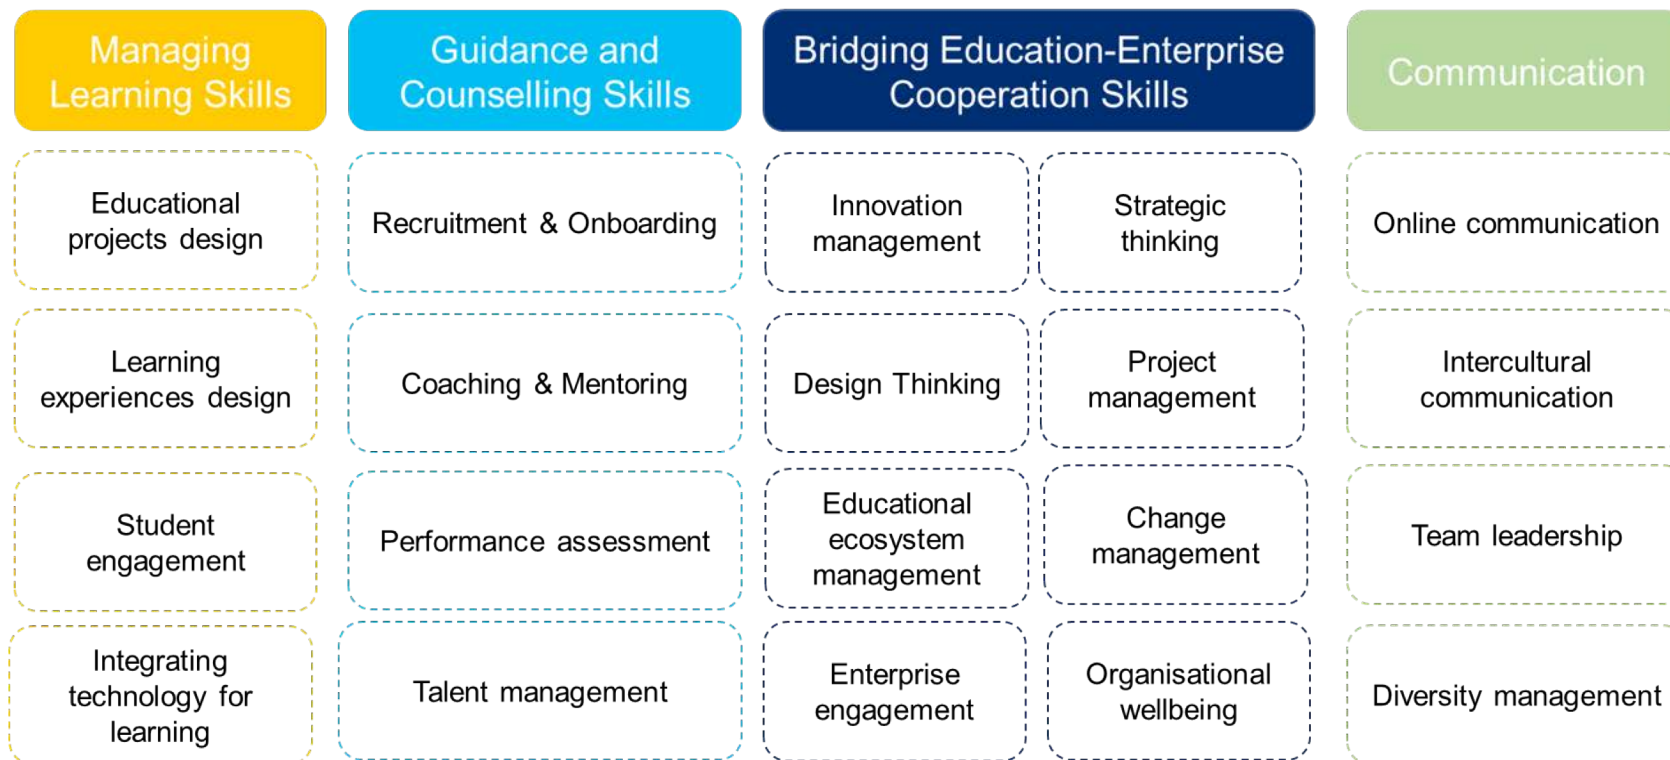 Managing
Learning Skills
Guidance and
Counselling Skills
Bridging Education-Enterprise
Cooperation Skills
Communication
Educational
projects design
Recruitment & Onboarding
Innovation
management
Strategic
thinking
Online communication
Learning
experiences design
Coaching & Mentoring
Design Thinking
Project
management
Intercultural
communication
Student
engagement
Performance assessment
Educational
ecosystem
management
Change
management
Team leadership
Integrating
technology for
learning
Talent management
Enterprise
engagement
Organisational
wellbeing
Diversity management